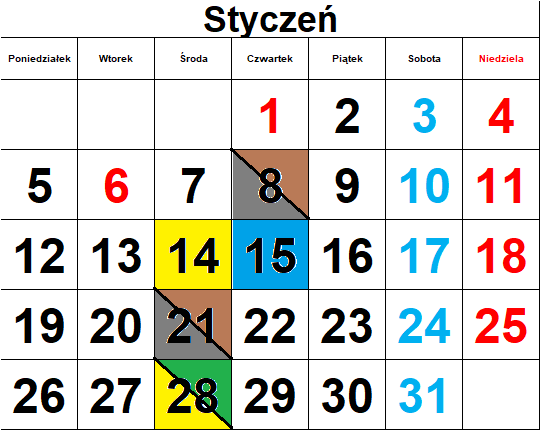 Styczeń
Poniedziałek Wtorek Środa Czwartek Piątek Sobota Niedziela
1 2 3 4
5 6 7 8 9 10 11
12 13 14 15 16 17 18
19 20 21 22 23 24 25
26 27 28 29 30 31